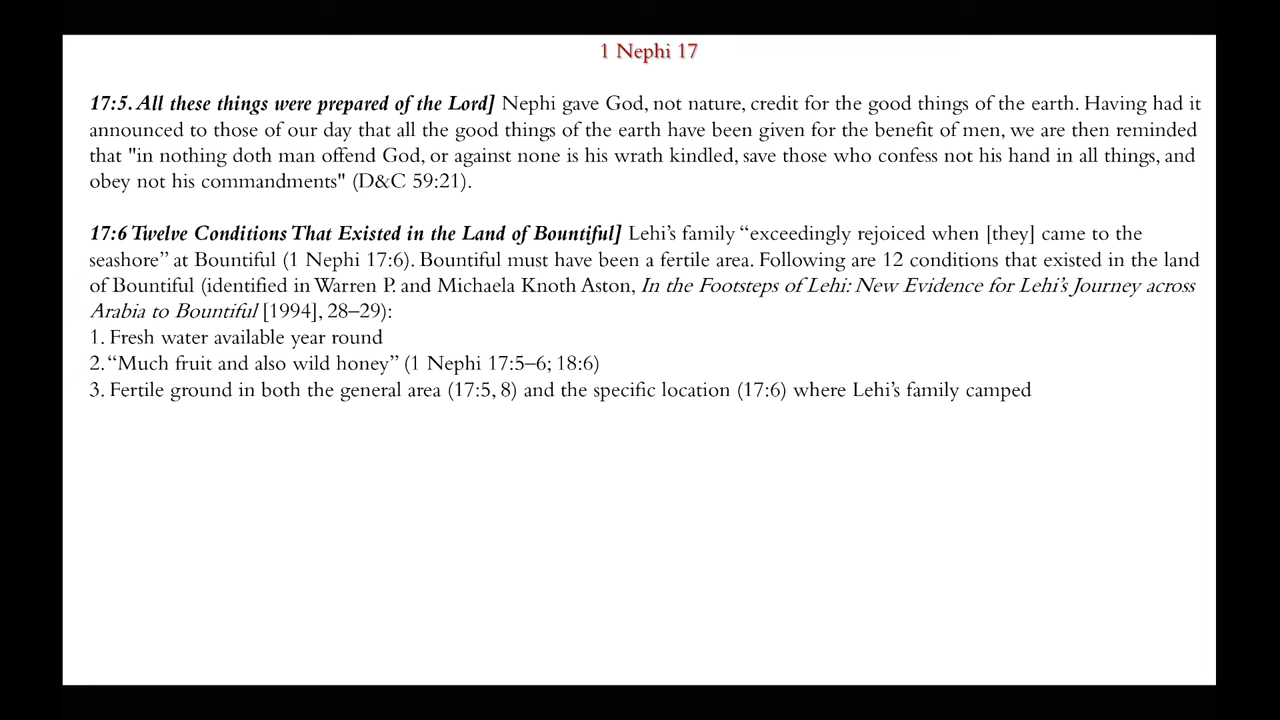 1 Nephi 17
17:5. All these things were prepared of the Lord] Nephi gave God, not nature, credit for the good things of the earth. Having had it
announced to those of our day that all the good things of the earth have been given for the benefit of men, we are then reminded
that "in nothing doth man offend God, or against none is his wrath kindled, save those who confess not his hand in all things, and
obey not his commandments" (D&C 59:21).
17:6 Twelve Conditions That Existed in the Land of Bountiful] Lehi’s family “exceedingly rejoiced when [they] came to the
seashore” at Bountiful (1 Nephi 17:6). Bountiful must have been a fertile area. Following are 12 conditions that existed in the land
of Bountiful (identified in Warren P. and Michaela Knoth Aston, In the Footsteps of Lehi: New Evidence for Lehi’s Journey across
Arabia to Bountiful [1994], 28–29):
1. Fresh water available year round
2. “Much fruit and also wild honey” (1 Nephi 17:5–6; 18:6)
3. Fertile ground in both the general area (17:5, 8) and the specific location (17:6) where Lehi’s family camped